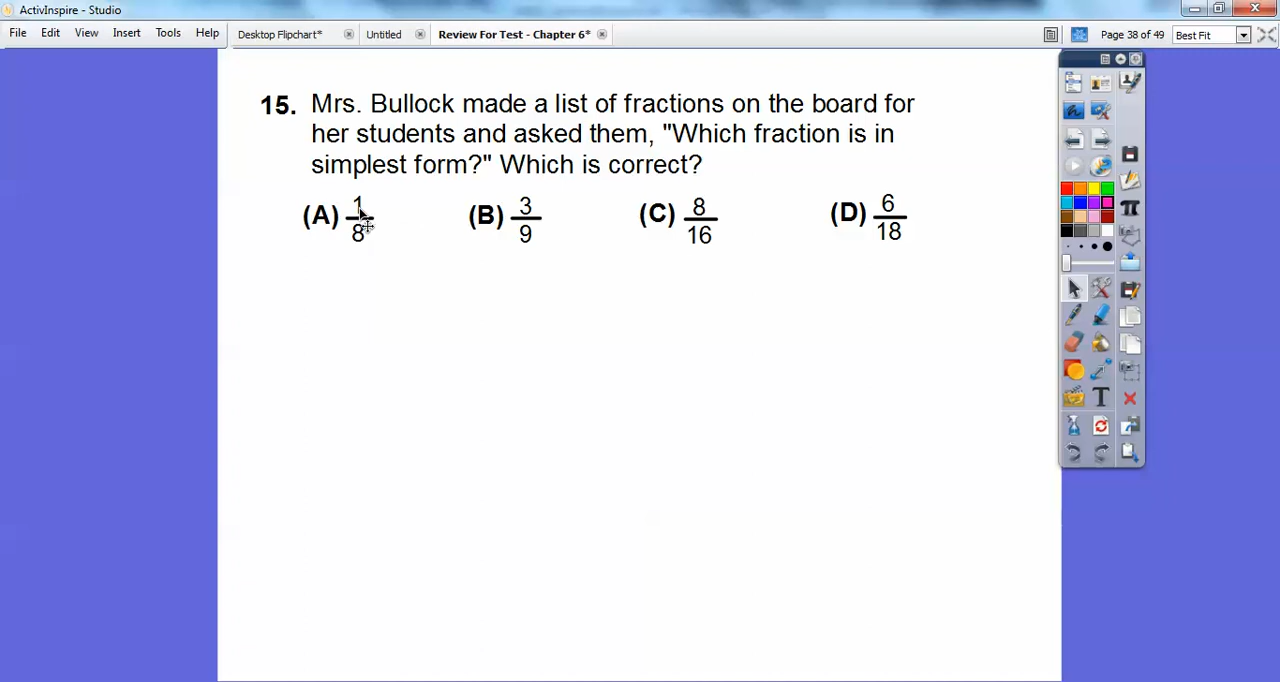 ActivInspire - Studio
File Edit View Insert Tools Help
Desktop Flipchart* Untitled Review For Test - Chapter 6* Page 38 of 49 Best Fit
15. Mrs. Bullock made a list of fractions on the board for
her students and asked them, "Which fraction is in
simplest form?" Which is correct?
(A) 1/8 (B) 3/9 (C) 8/16 (D) 6/18